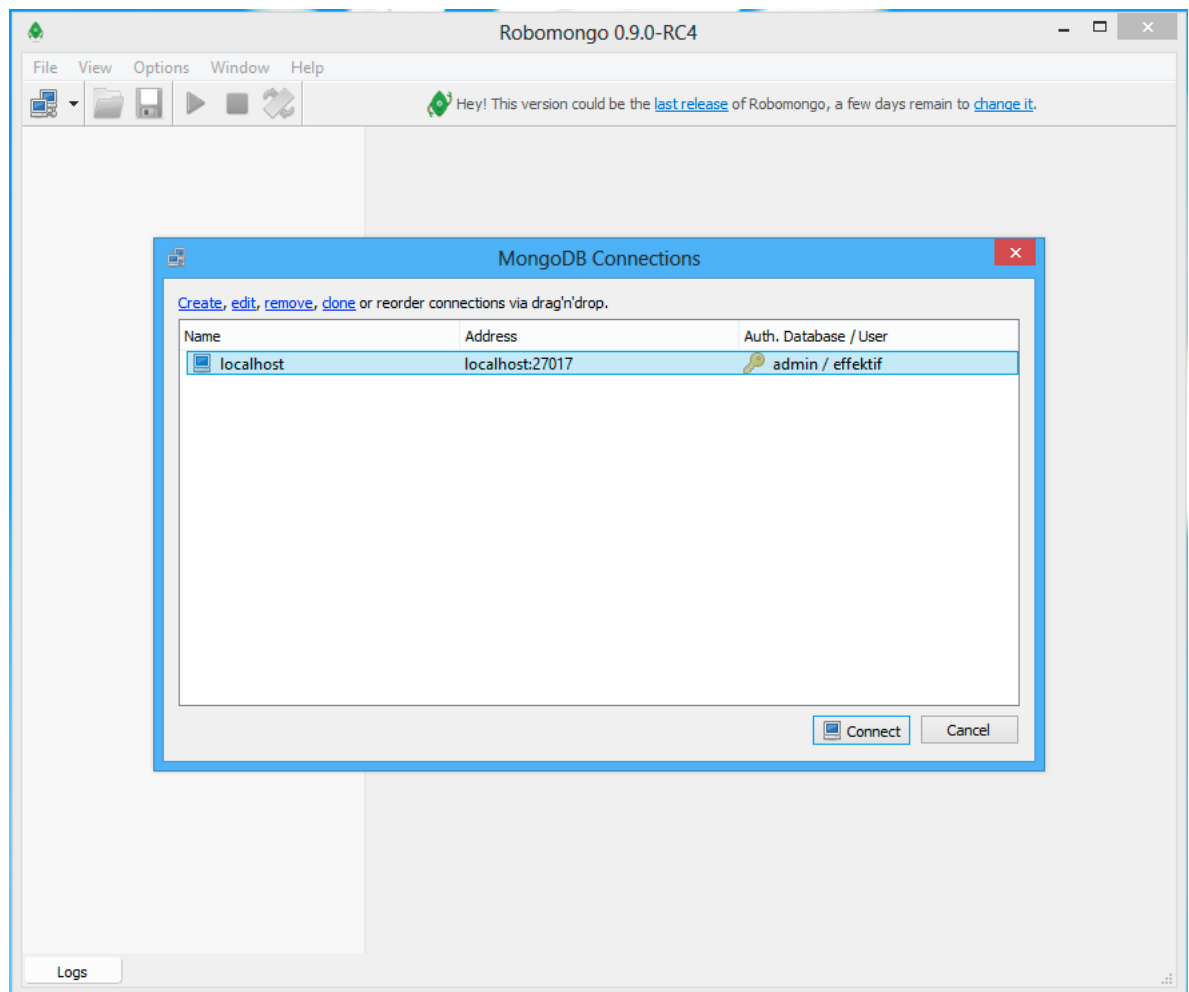 Robomongo 0.9.0-RC4
File View Options Window Help
Hey! This version could be the last release of Robomongo, a few days remain to change it.
MongoDB Connections
Create, edit, remove, clone or reorder connections via drag'n'drop.
Name Address Auth. Database / User
localhost localhost:27017 admin / effektif
Connect Cancel
Logs